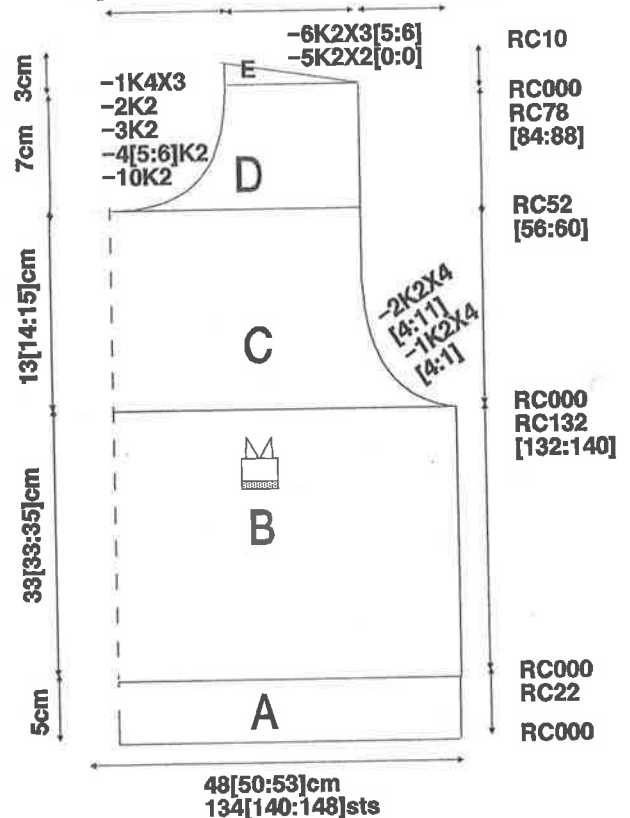 -6K2X3[5:6]
-5K2X2[0:0]
RC10
3cm
E
-1K4X3
-2K2
-3K2
-4[5:6]K2
-10K2
RC000
RC78
[84:88]
7cm
D
RC52
[56:60]
13[14:15]cm
-2K2X4
[4:11]
-1K2X4
[4:1]
C
RC000
RC132
[132:140]
33[33:35]cm
B
RC000
RC22
5cm
A
RC000
48[50:53]cm
134[140:148]sts